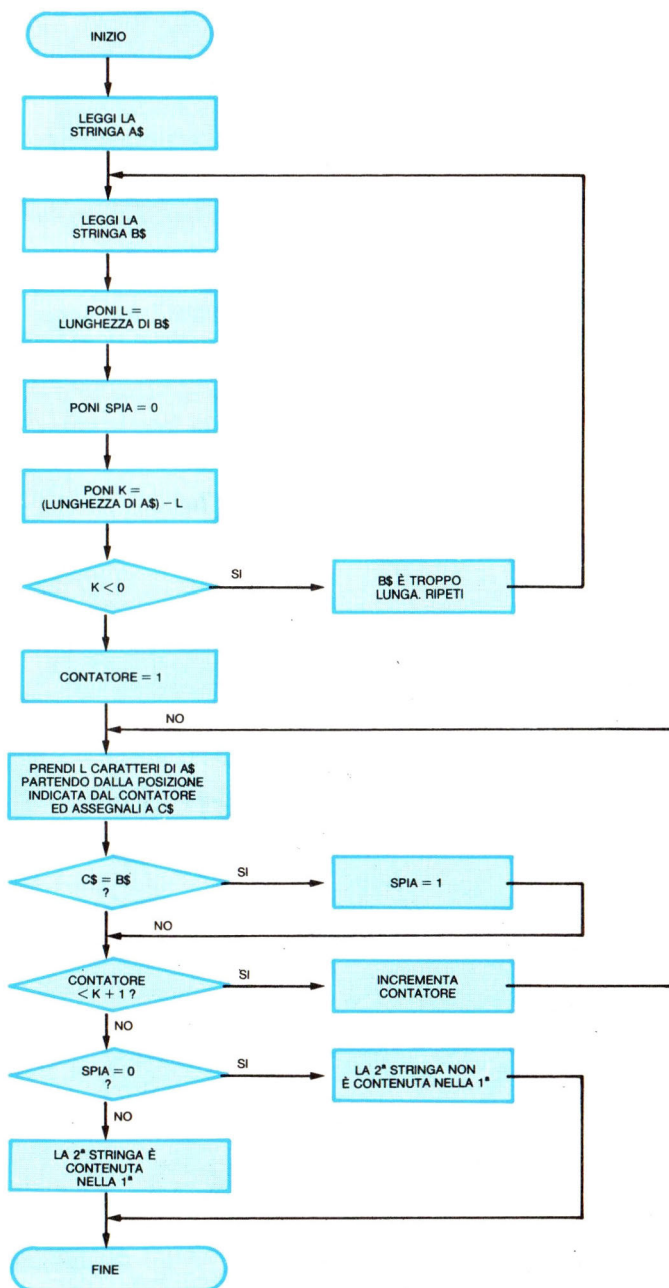 INIZIO
LEGGI LA
STRINGA A$
LEGGI LA
STRINGA B$
PONI L =
LUNGHEZZA DI B$
PONI SPIA = 0
PONI K =
(LUNGHEZZA DI A$) – L
K < 0
SI
B$ È TROPPO
LUNGA. RIPETI
CONTATORE = 1
NO
PRENDI L CARATTERI DI A$
PARTENDO DALLA POSIZIONE
INDICATA DAL CONTATORE
ED ASSEGNALI A C$
C$ = B$
?
SI
SPIA = 1
NO
CONTATORE
< K + 1 ?
SI
INCREMENTA
CONTATORE
NO
SPIA = 0
?
SI
LA 2ª STRINGA NON
È CONTENUTA NELLA 1ª
NO
LA 2ª STRINGA È
CONTENUTA
NELLA 1ª
FINE